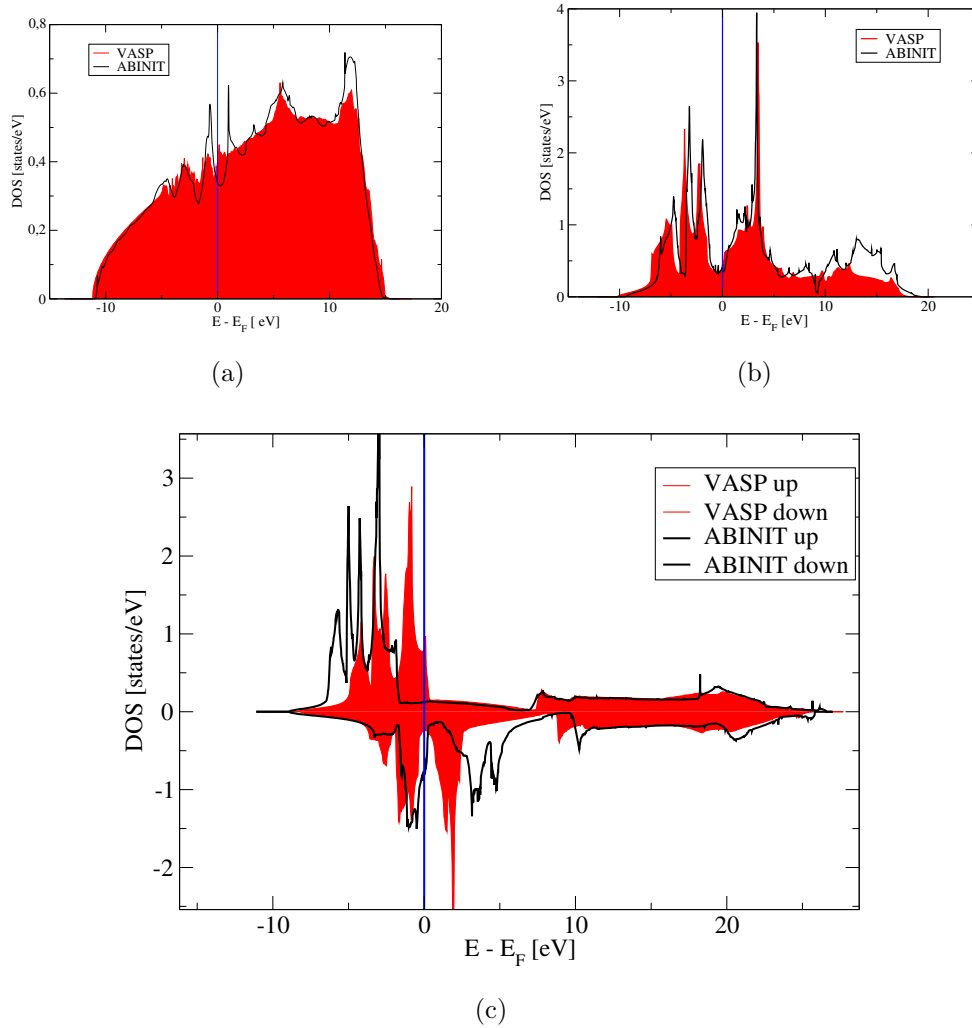 0.8
0.6
0.4
0.2
0
DOS [states/eV]
VASP
ABINIT
-10
0
10
20
E - E_F [ eV]
(a)
4
3
2
1
0
DOS [states/eV]
VASP
ABINIT
-10
0
10
20
E - E_F [eV]
(b)
3
2
1
0
-1
-2
DOS [states/eV]
VASP up
VASP down
ABINIT up
ABINIT down
-10
0
10
20
E - E_F [eV]
(c)